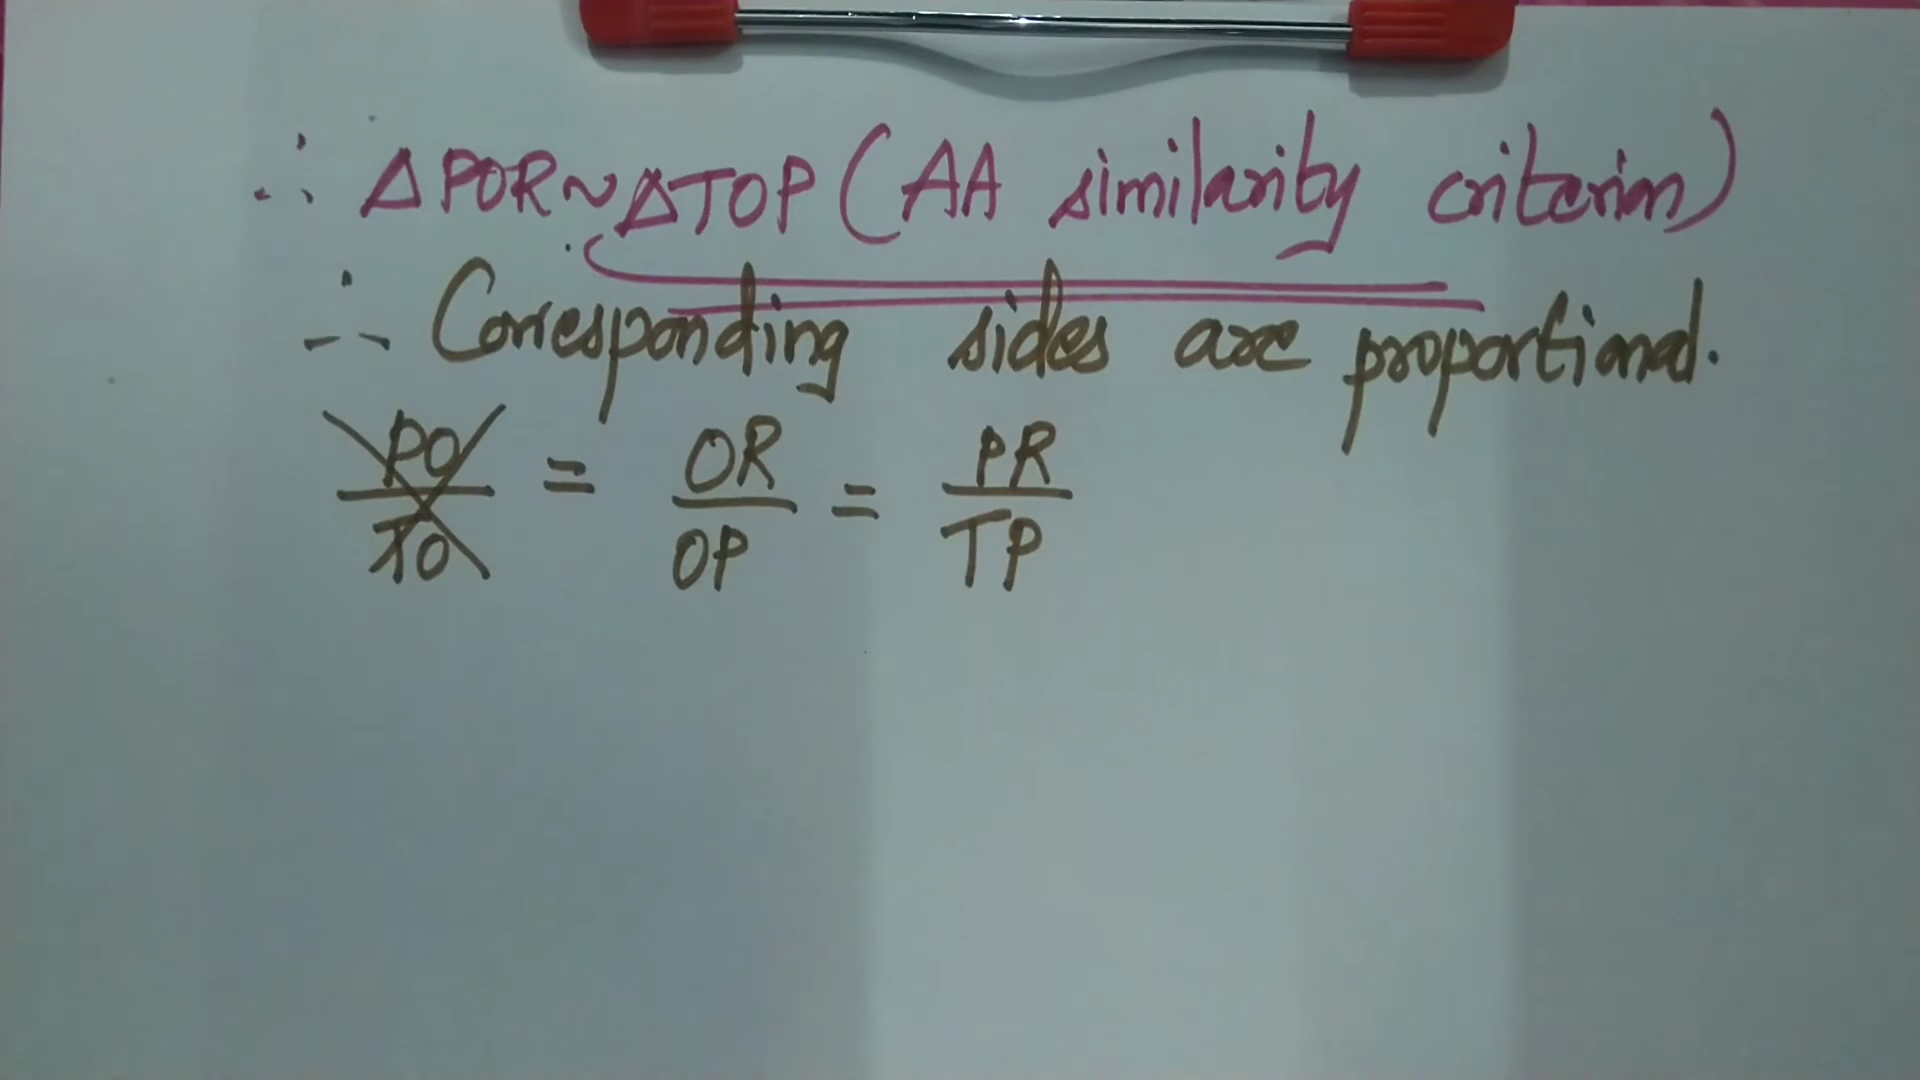 ∴ ΔPOR ~ ΔTOP (AA similarity criterion)
∴ Corresponding sides are proportional.
PO/TO = OR/OP = PR/TP